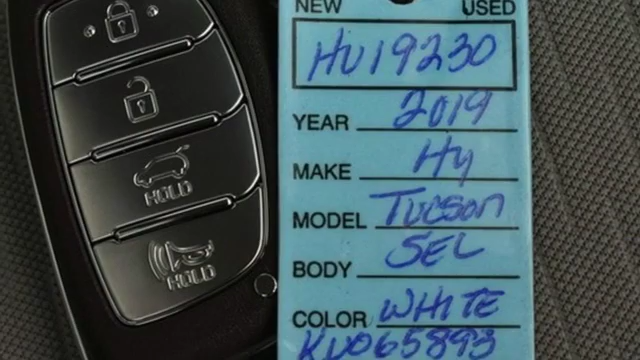 NEW USED
HU19230
YEAR 2019
MAKE Hy
MODEL Tucson
BODY SEL
COLOR WHITE
KU065893
HOLD
HOLD